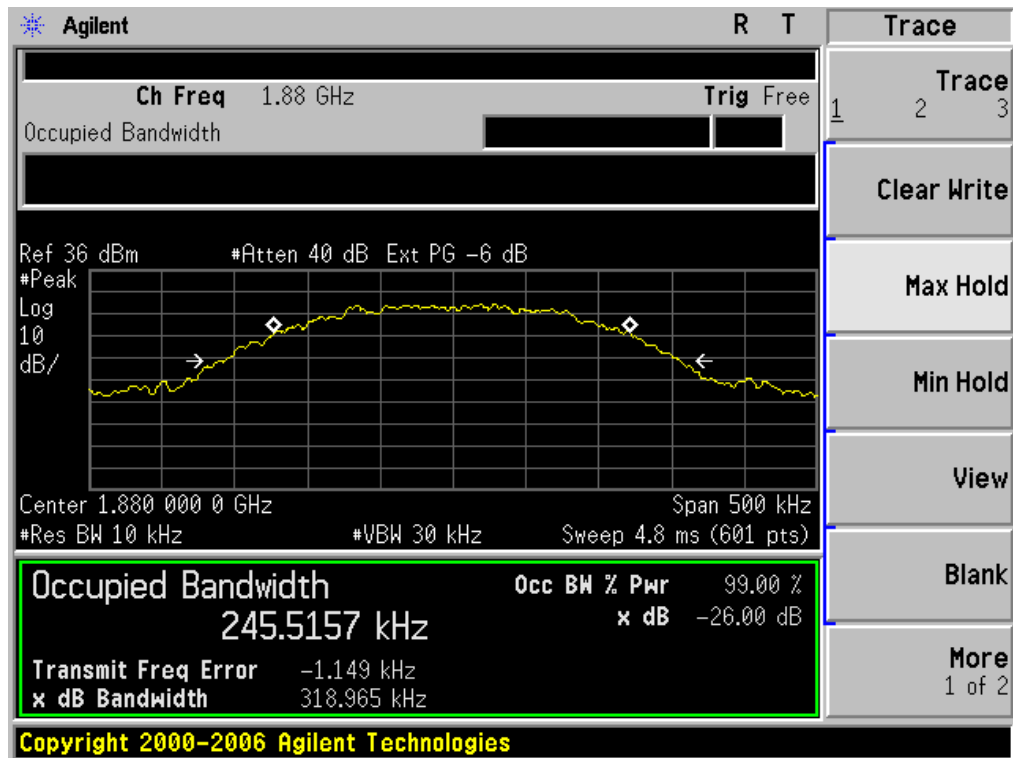 Agilent R T Trace
Ch Freq 1.88 GHz Trig Free
Occupied Bandwidth
Trace
1 2 3
Clear Write
Max Hold
Min Hold
View
Blank
More
1 of 2
Ref 36 dBm #Atten 40 dB Ext PG -6 dB
#Peak
Log
10
dB/
Center 1.880 000 0 GHz Span 500 kHz
#Res BW 10 kHz #VBW 30 kHz Sweep 4.8 ms (601 pts)
Occupied Bandwidth Occ BW % Pwr 99.00 %
245.5157 kHz x dB -26.00 dB
Transmit Freq Error -1.149 kHz
x dB Bandwidth 318.965 kHz
Copyright 2000-2006 Agilent Technologies